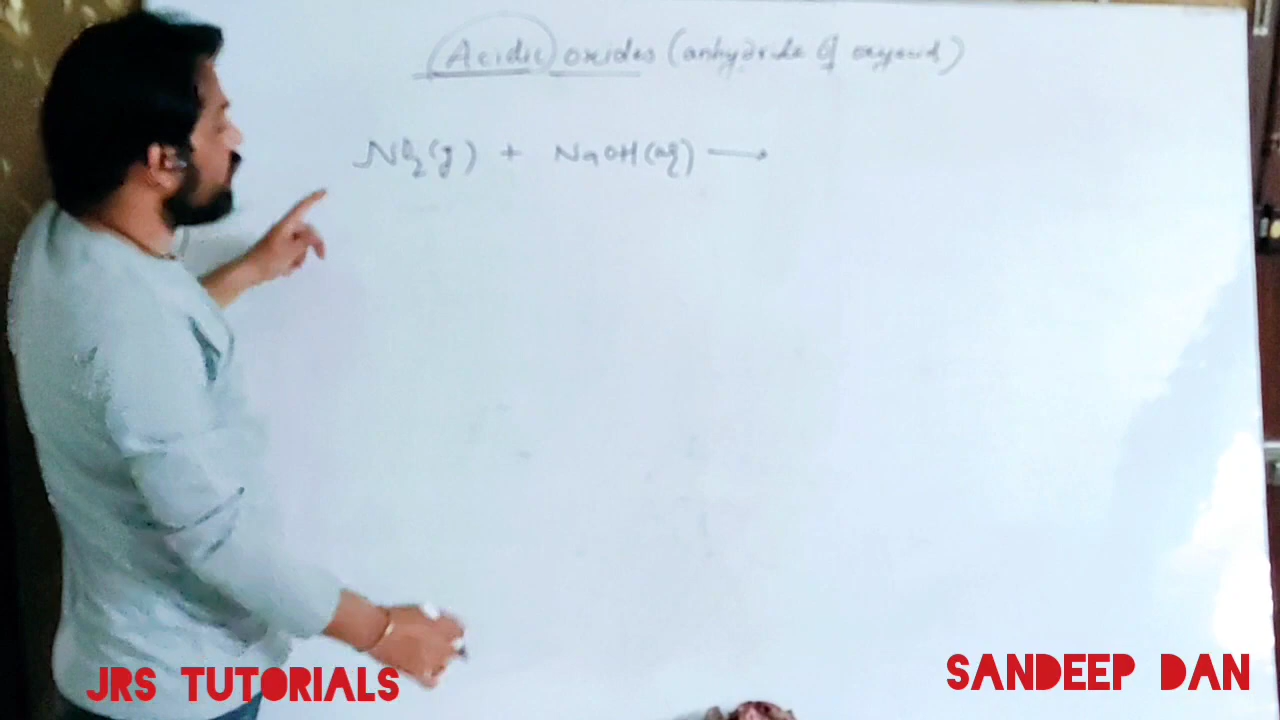 Acidic oxides (anhydride of oxyacid)
NO₂(g) + NaOH(aq) ⟶
JRS TUTORIALS
SANDEEP DAN